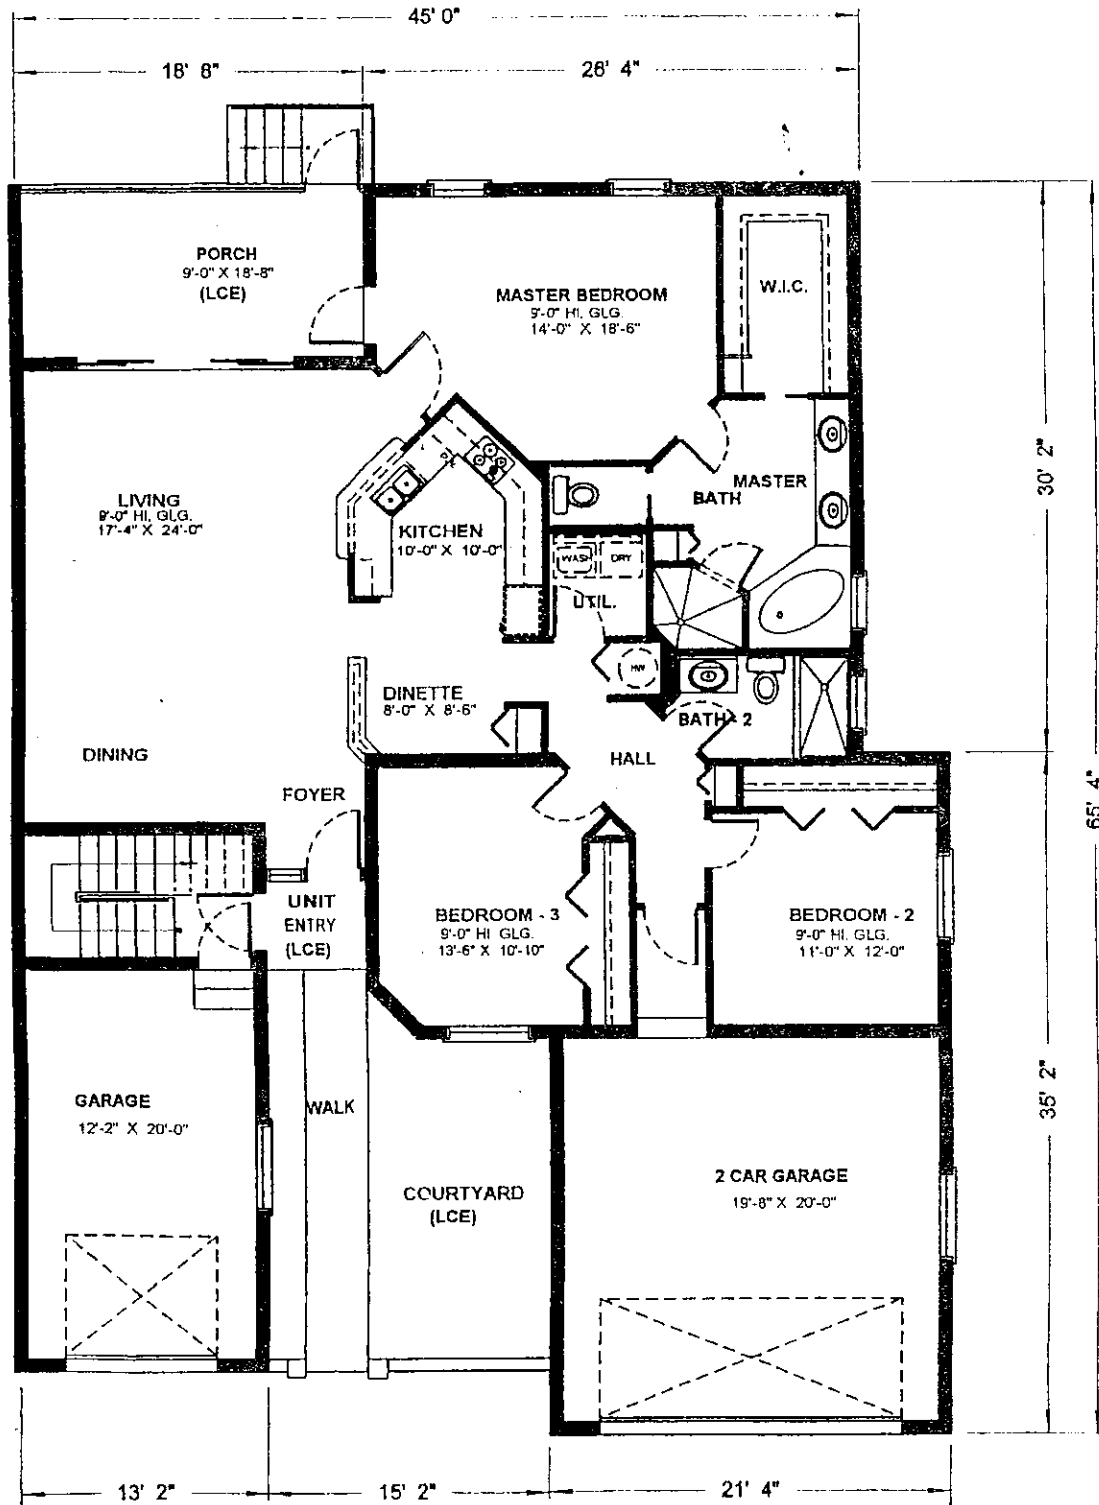 45' 0"
18' 8"
26' 4"
PORCH
9'-0" X 18'-8"
(LCE)
MASTER BEDROOM
9'-0" HI. GLG.
14'-0" X 18'-6"
W.I.C.
30' 2"
65' 4"
LIVING
9'-0" HI. GLG.
17'-4" X 24'-0"
KITCHEN
10'-0" X 10'-0"
MASTER
BATH
WASH
DRY
UTIL.
HW
DINETTE
8'-0" X 8'-6"
BATH - 2
DINING
HALL
FOYER
UNIT
ENTRY
(LCE)
BEDROOM - 3
9'-0" HI GLG.
13'-6" X 10'-10"
BEDROOM - 2
9'-0" HI. GLG.
11'-0" X 12'-0"
35' 2"
GARAGE
12'-2" X 20'-0"
WALK
COURTYARD
(LCE)
2 CAR GARAGE
19'-8" X 20'-0"
13' 2"
15' 2"
21' 4"